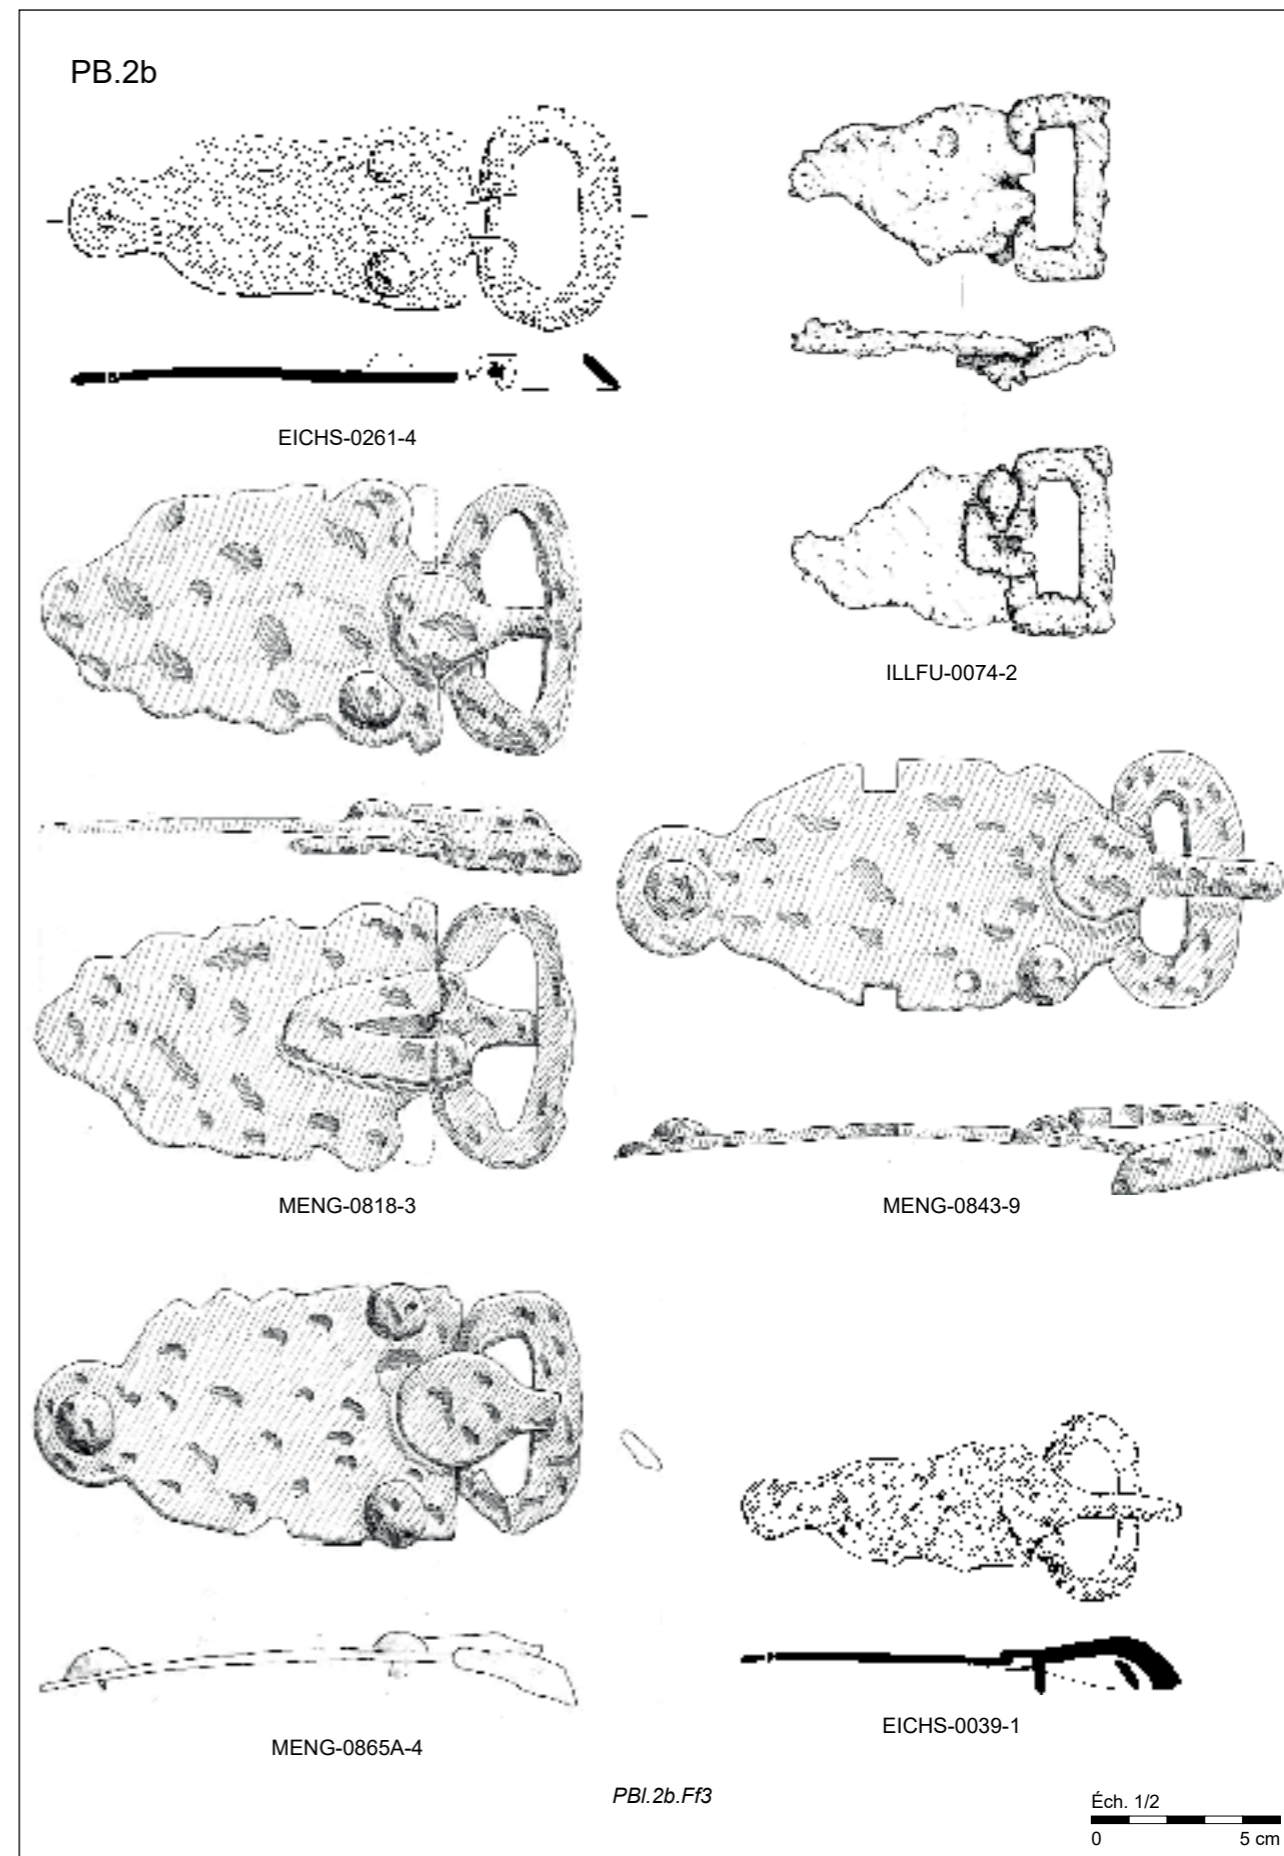 PB.2b
EICHS-0261-4
ILLFU-0074-2
MENG-0818-3
MENG-0843-9
MENG-0865A-4
EICHS-0039-1
PBl.2b.Ff3
Éch. 1/2
0 5 cm